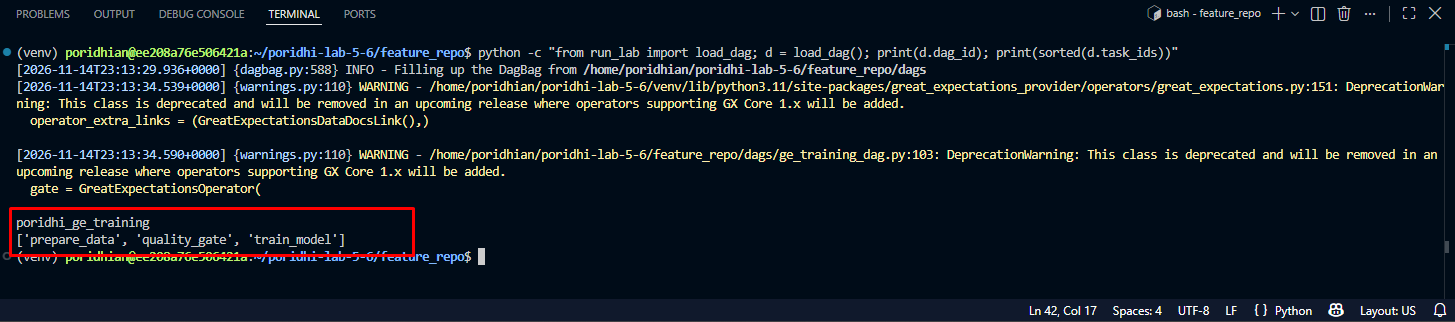 PROBLEMS OUTPUT DEBUG CONSOLE TERMINAL PORTS bash - feature_repo
(venv) poridhian@ee208a76e506421a:~/poridhi-lab-5-6/feature_repo$ python -c "from run_lab import load_dag; d = load_dag(); print(d.dag_id); print(sorted(d.task_ids))"
[2026-11-14T23:13:29.936+0000] {dagbag.py:588} INFO - Filling up the DagBag from /home/poridhian/poridhi-lab-5-6/feature_repo/dags
[2026-11-14T23:13:34.539+0000] {warnings.py:110} WARNING - /home/poridhian/poridhi-lab-5-6/venv/lib/python3.11/site-packages/great_expectations_provider/operators/great_expectations.py:151: DeprecationWar
ning: This class is deprecated and will be removed in an upcoming release where operators supporting GX Core 1.x will be added.
operator_extra_links = (GreatExpectationsDataDocsLink(),)
[2026-11-14T23:13:34.590+0000] {warnings.py:110} WARNING - /home/poridhian/poridhi-lab-5-6/feature_repo/dags/ge_training_dag.py:103: DeprecationWarning: This class is deprecated and will be removed in an
upcoming release where operators supporting GX Core 1.x will be added.
gate = GreatExpectationsOperator(
poridhi_ge_training
['prepare_data', 'quality_gate', 'train_model']
(venv) poridhian@ee208a76e506421a:~/poridhi-lab-5-6/feature_repo$
Ln 42, Col 17 Spaces: 4 UTF-8 LF { } Python Layout: US